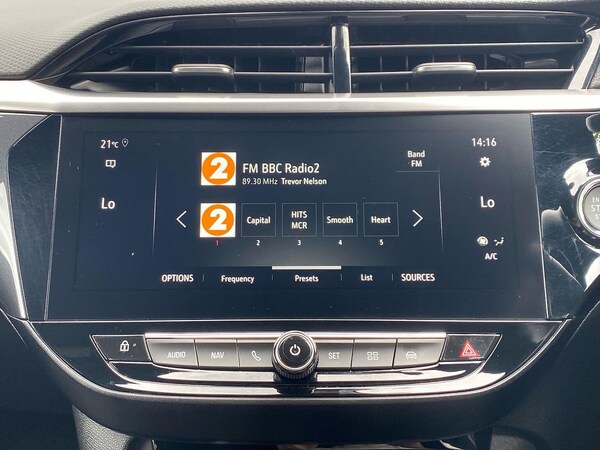 21°C
14:16
2
FM BBC Radio2
89.30 MHz Trevor Nelson
Band
FM
Lo
Lo
2
Capital
HITS
MCR
Smooth
Heart
1
2
3
4
5
A/C
OPTIONS
Frequency
Presets
List
SOURCES
AUDIO
NAV
SET